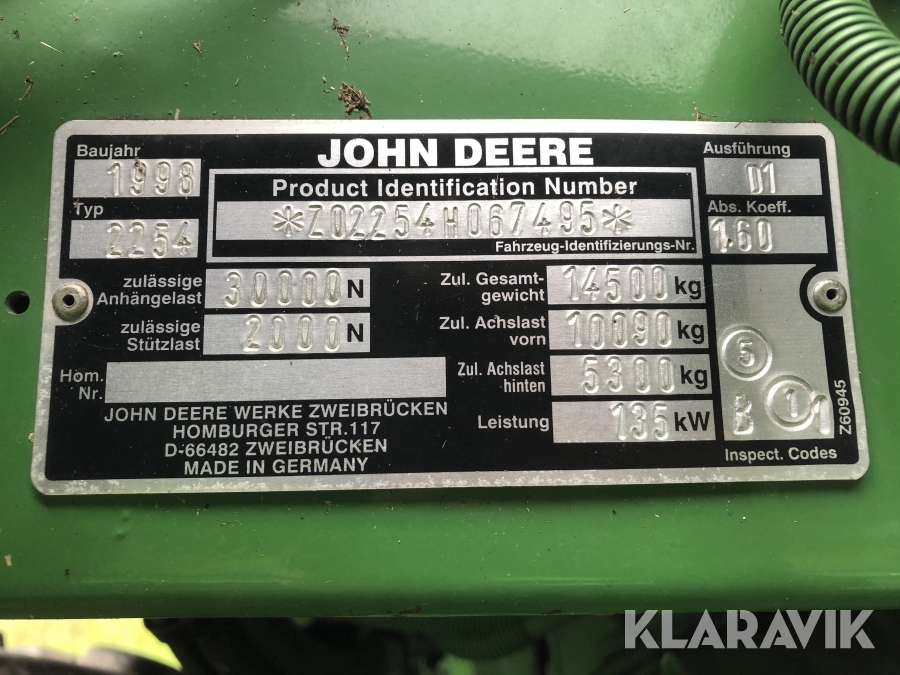 JOHN DEERE
Baujahr 1998
Typ 2254
Product Identification Number
*Z02254H067495*
Fahrzeug-Identifizierungs-Nr.
Ausführung
D1
Abs. Koeff.
1.60
zulässige
Anhängelast 30000 N
zulässige
Stützlast 2000 N
Hom.
Nr.
JOHN DEERE WERKE ZWEIBRÜCKEN
HOMBURGER STR.117
D-66482 ZWEIBRÜCKEN
MADE IN GERMANY
Zul. Gesamt-
gewicht 14500 kg
Zul. Achslast
vorn 10090 kg
Zul. Achslast
hinten 5300 kg
Leistung 135 kW
5
B 1 1
Inspect. Codes
Z60945
KLARAVIK